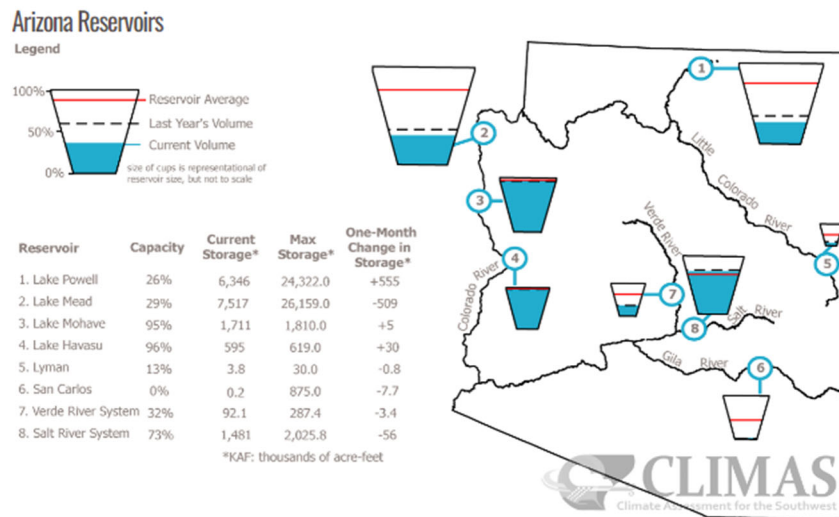 Arizona Reservoirs
Legend
100%
50%
0%
Reservoir Average
Last Year's Volume
Current Volume
size of cups is representational of
reservoir size, but not to scale
Reservoir Capacity Current Storage* Max Storage* One-Month Change in Storage*
1. Lake Powell 26% 6,346 24,322.0 +555
2. Lake Mead 29% 7,517 26,159.0 -509
3. Lake Mohave 95% 1,711 1,810.0 +5
4. Lake Havasu 96% 595 619.0 +30
5. Lyman 13% 3.8 30.0 -0.8
6. San Carlos 0% 0.2 875.0 -7.7
7. Verde River System 32% 92.1 287.4 -3.4
8. Salt River System 73% 1,481 2,025.8 -56
*KAF: thousands of acre-feet
1
2
3
4
5
6
7
8
Little Colorado River
Verde River
Colorado River
Salt River
Gila River
CLIMAS
Climate Assessment for the Southwest